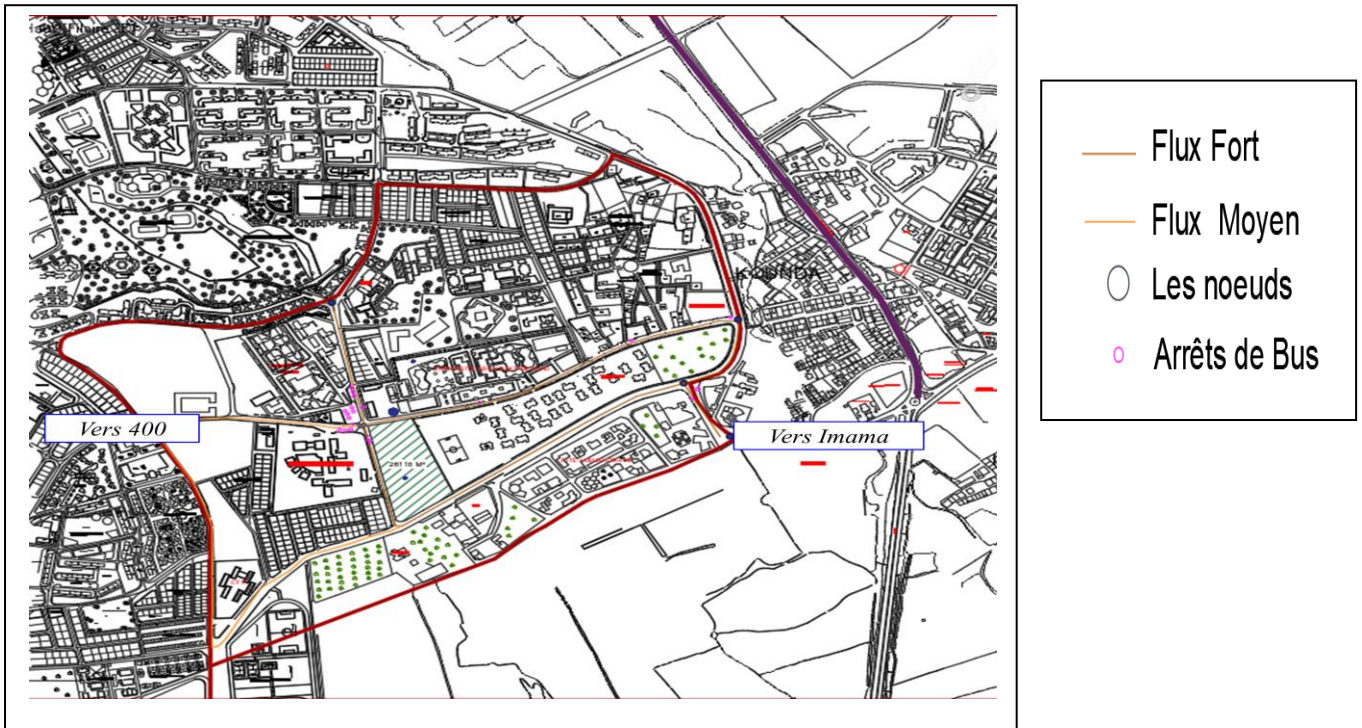 KOUNDA
Vers 400
Vers Imama
Flux Fort
Flux Moyen
Les noeuds
Arrêts de Bus